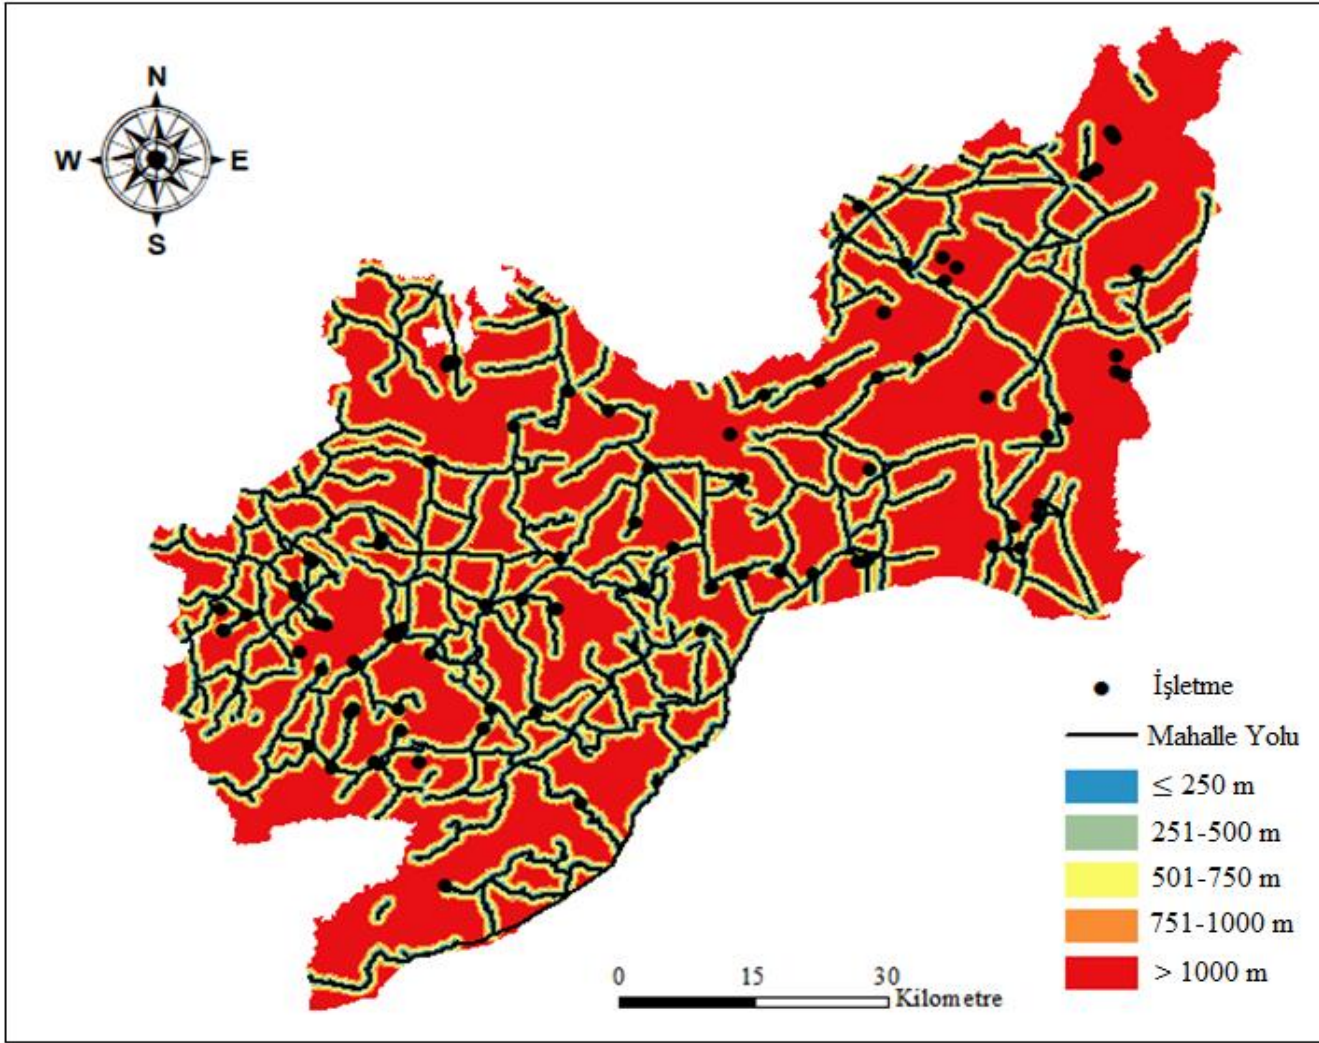 N
W E
S
İşletme
Mahalle Yolu
≤ 250 m
251-500 m
501-750 m
751-1000 m
> 1000 m
0 15 30
Kilometre